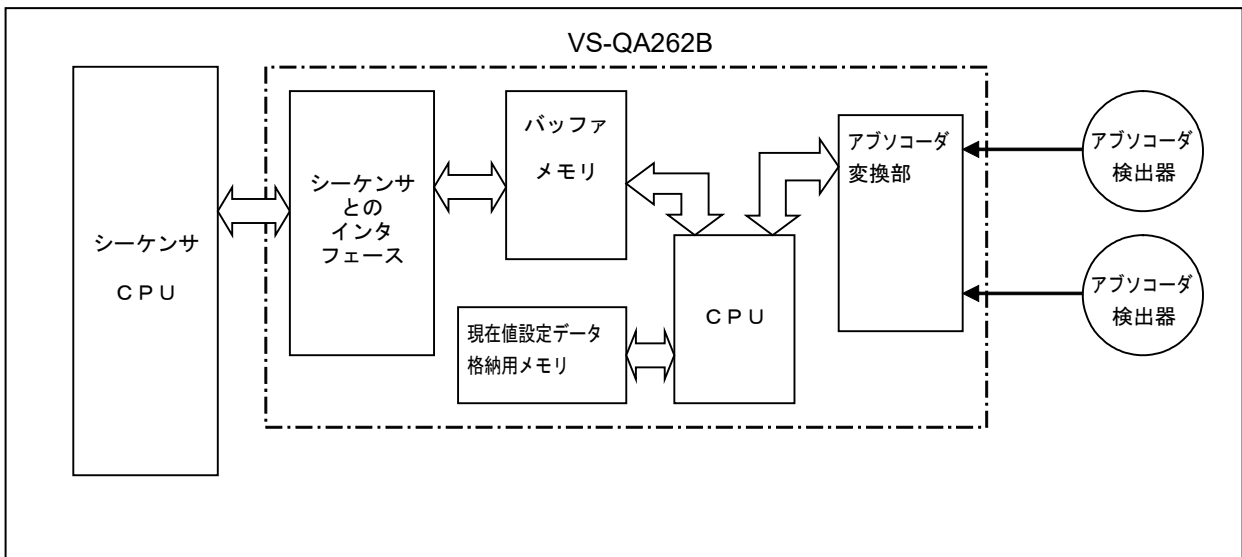 VS-QA262B
シーケンサ
ＣＰＵ
シーケンサ
との
インタ
フェース
バッファ
メモリ
現在値設定データ
格納用メモリ
ＣＰＵ
アブソコーダ
変換部
アブソコーダ
検出器
アブソコーダ
検出器